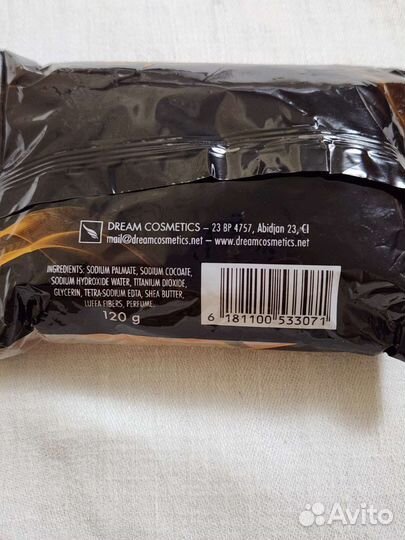 DREAM COSMETICS – 23 BP 4757, Abidjan 23, CI
mail@dreamcosmetics.net – www.dreamcosmetics.net
INGREDIENTS: SODIUM PALMATE, SODIUM COCOATE,
SODIUM HYDROXIDE WATER, TITANIUM DIOXIDE,
GLYCERIN, TETRA-SODIUM EDTA, SHEA BUTTER,
LUFFA FIBERS, PERFUME.
120 g
6 181100 533071
Avito